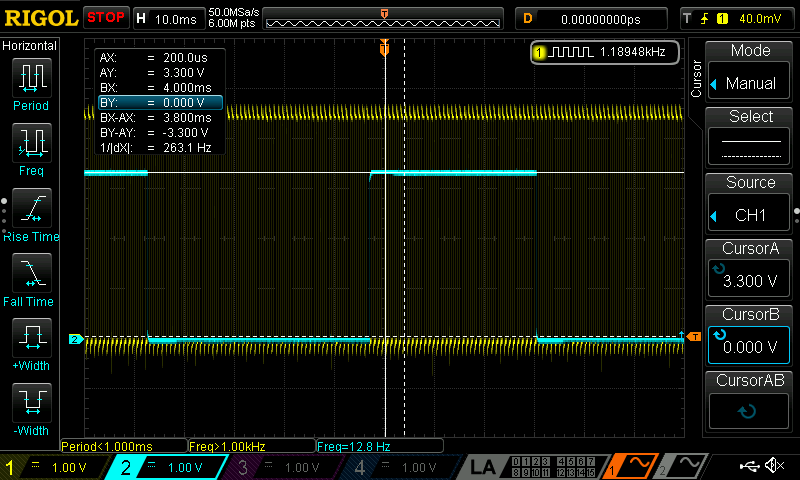 RIGOL STOP H 10.0ms 50.0MSa/s 6.00M pts T D 0.00000000ps T 1 40.0mV
Horizontal
Period
Freq
Rise Time
Fall Time
+Width
-Width
AX: = 200.0us
AY: = 3.300 V
BX: = 4.000ms
BY: = 0.000 V
BX-AX: = 3.800ms
BY-AY: = -3.300 V
1/|dX|: = 263.1 Hz
T
1 1.18948kHz
2
T
Cursor
Mode
Manual
Select
Source
CH1
CursorA
3.300 V
CursorB
0.000 V
CursorAB
Period<1.000ms Freq>1.00kHz Freq=12.8 Hz
1 = 1.00 V 2 = 1.00 V 3 = 1.00 V 4 = 1.00 V LA 0 1 2 3 4 5 6 7 1 2
8 9 10 11 12 13 14 15